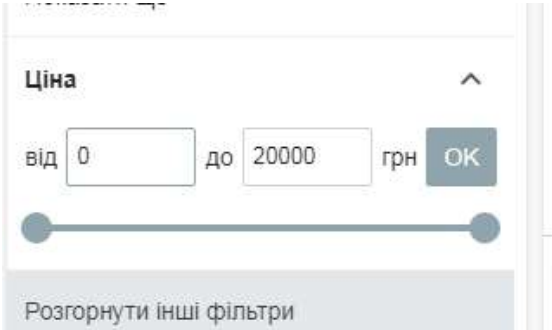 Ціна
від 0 до 20000 грн OK
Розгорнути інші фільтри